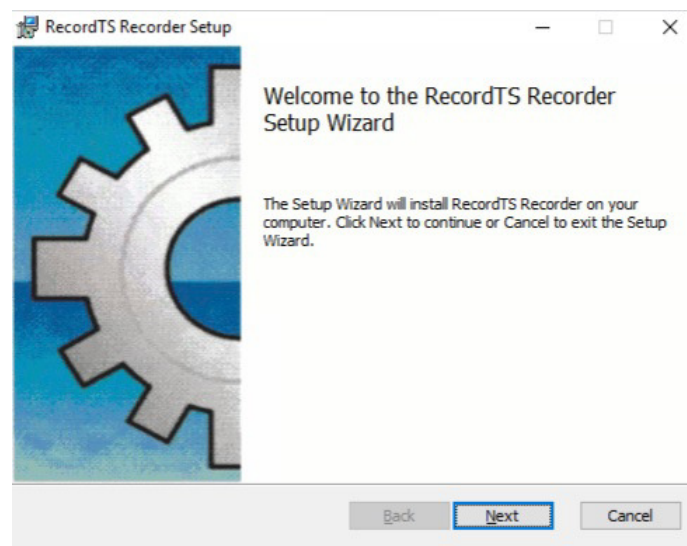 RecordTS Recorder Setup
Welcome to the RecordTS Recorder
Setup Wizard
The Setup Wizard will install RecordTS Recorder on your
computer. Click Next to continue or Cancel to exit the Setup
Wizard.
Back Next Cancel